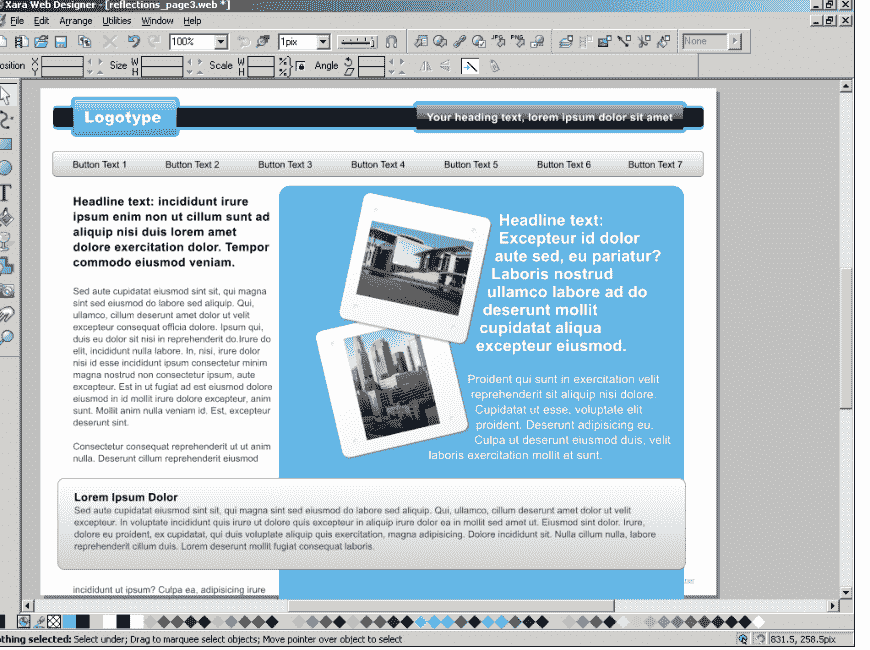 Xara Web Designer - [reflections_page3.web *]
File Edit Arrange Utilities Window Help
100% 1pix JPG PNG None
osition X Y Size W H Scale W H % % Angle
Logotype
Your heading text, lorem ipsum dolor sit amet
Button Text 1 Button Text 2 Button Text 3 Button Text 4 Button Text 5 Button Text 6 Button Text 7
Headline text: incididunt irure
ipsum enim non ut cillum sunt ad
aliquip nisi duis lorem amet
dolore exercitation dolor. Tempor
commodo eiusmod veniam.
Sed aute cupidatat eiusmod sint sit, qui magna
sint sed eiusmod do labore sed aliquip. Qui,
ullamco, cillum deserunt amet dolor ut velit
excepteur consequat officia dolore. Ipsum qui,
duis eu dolor sit nisi in reprehenderit do.Irure do
elit, incididunt nulla labore. In, nisi, irure dolor
nisi id esse incididunt ipsum consectetur minim
magna nostrud non consectetur ipsum, aute
excepteur. Est in ut fugiat ad est eiusmod dolore
eiusmod in id mollit irure dolore excepteur, anim
sunt. Mollit anim nulla veniam id. Est, excepteur
deserunt sint.
Consectetur consequat reprehenderit ut ut anim
nulla. Deserunt cillum reprehenderit eiusmod
Headline text:
Excepteur id dolor
aute sed, eu pariatur?
Laboris nostrud
ullamco labore ad do
deserunt mollit
cupidatat aliqua
excepteur eiusmod.
Proident qui sunt in exercitation velit
reprehenderit sit aliquip nisi dolore.
Cupidatat ut esse, voluptate elit
proident. Deserunt adipisicing eu.
Culpa ut deserunt eiusmod duis, velit
laboris exercitation mollit et sunt.
Lorem Ipsum Dolor
Sed aute cupidatat eiusmod sint sit, qui magna sint sed eiusmod do labore sed aliquip. Qui, ullamco, cillum deserunt amet dolor ut velit
excepteur. In voluptate incididunt quis irure ut dolore quis excepteur in aliquip irure dolor ea in mollit sed amet ut. Eiusmod sint dolor. Irure,
dolore eu proident, ex cupidatat, qui duis voluptate aliquip quis exercitation, magna adipisicing. Dolore incididunt sit. Nulla cillum nulla, labore
reprehenderit cillum duis. Lorem deserunt mollit fugiat consequat laboris.
incididunt ut ipsum? Culpa ea, adipisicing irure
othing selected: Select under; Drag to marquee select objects; Move pointer over object to select
831.5, 258.5pix